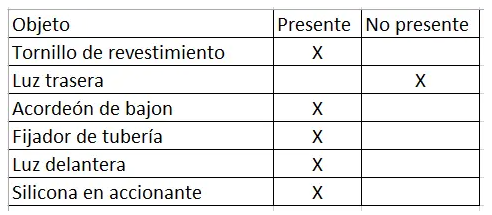 Objeto Presente No presente
Tornillo de revestimiento X
Luz trasera X
Acordeón de bajon X
Fijador de tubería X
Luz delantera X
Silicona en accionante X